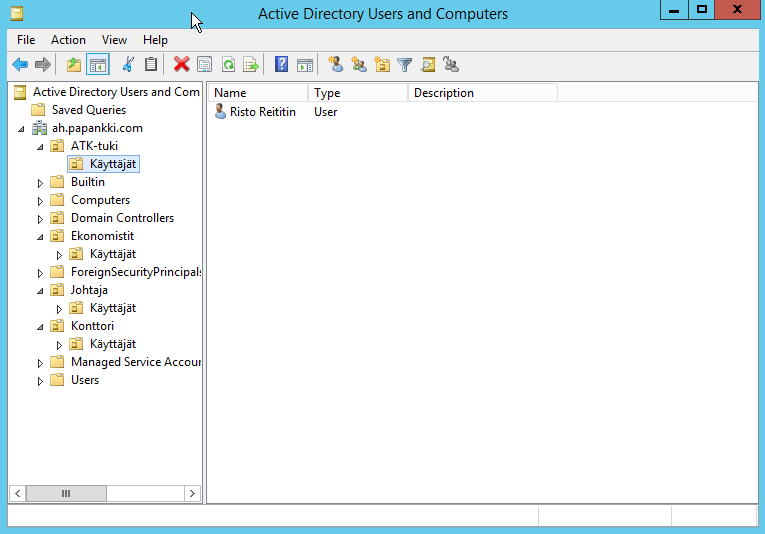 Active Directory Users and Computers
File Action View Help
Active Directory Users and Com
Saved Queries
ah.papankki.com
ATK-tuki
Käyttäjät
Builtin
Computers
Domain Controllers
Ekonomistit
Käyttäjät
ForeignSecurityPrincipals
Johtaja
Käyttäjät
Konttori
Käyttäjät
Managed Service Accour
Users
Name Type Description
Risto Reititin User